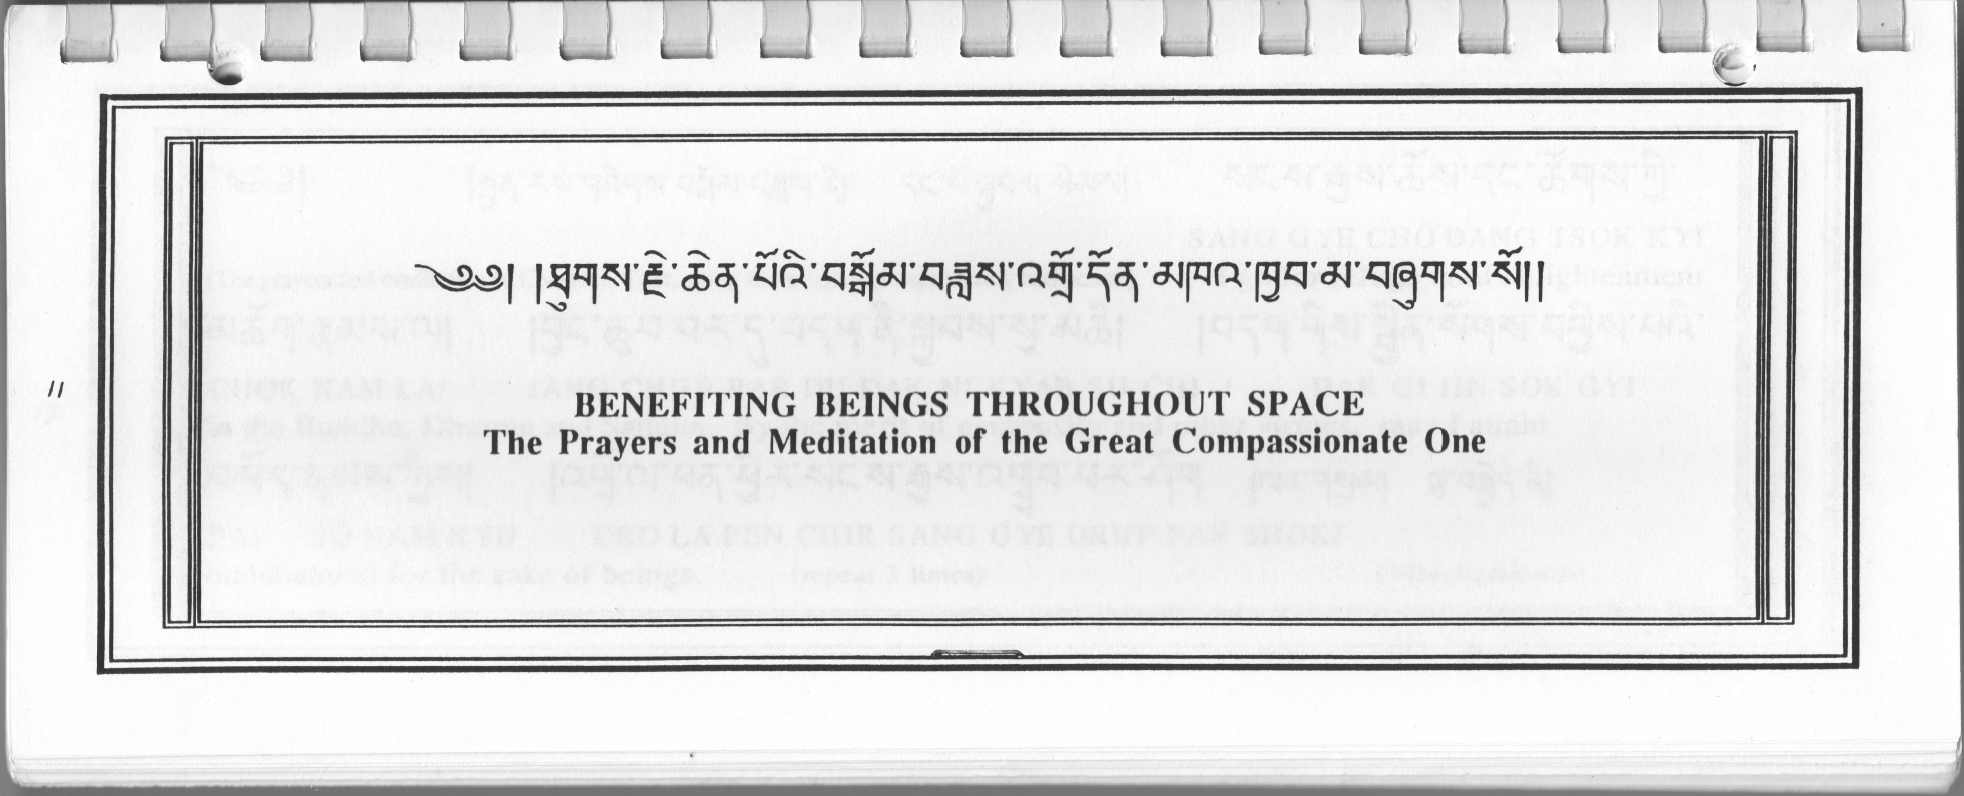 ༄༅། །ཐུགས་རྗེ་ཆེན་པོའི་བསྒོམ་བཟླས་འགྲོ་དོན་མཁའ་ཁྱབ་མ་བཞུགས་སོ།།
BENEFITING BEINGS THROUGHOUT SPACE
The Prayers and Meditation of the Great Compassionate One